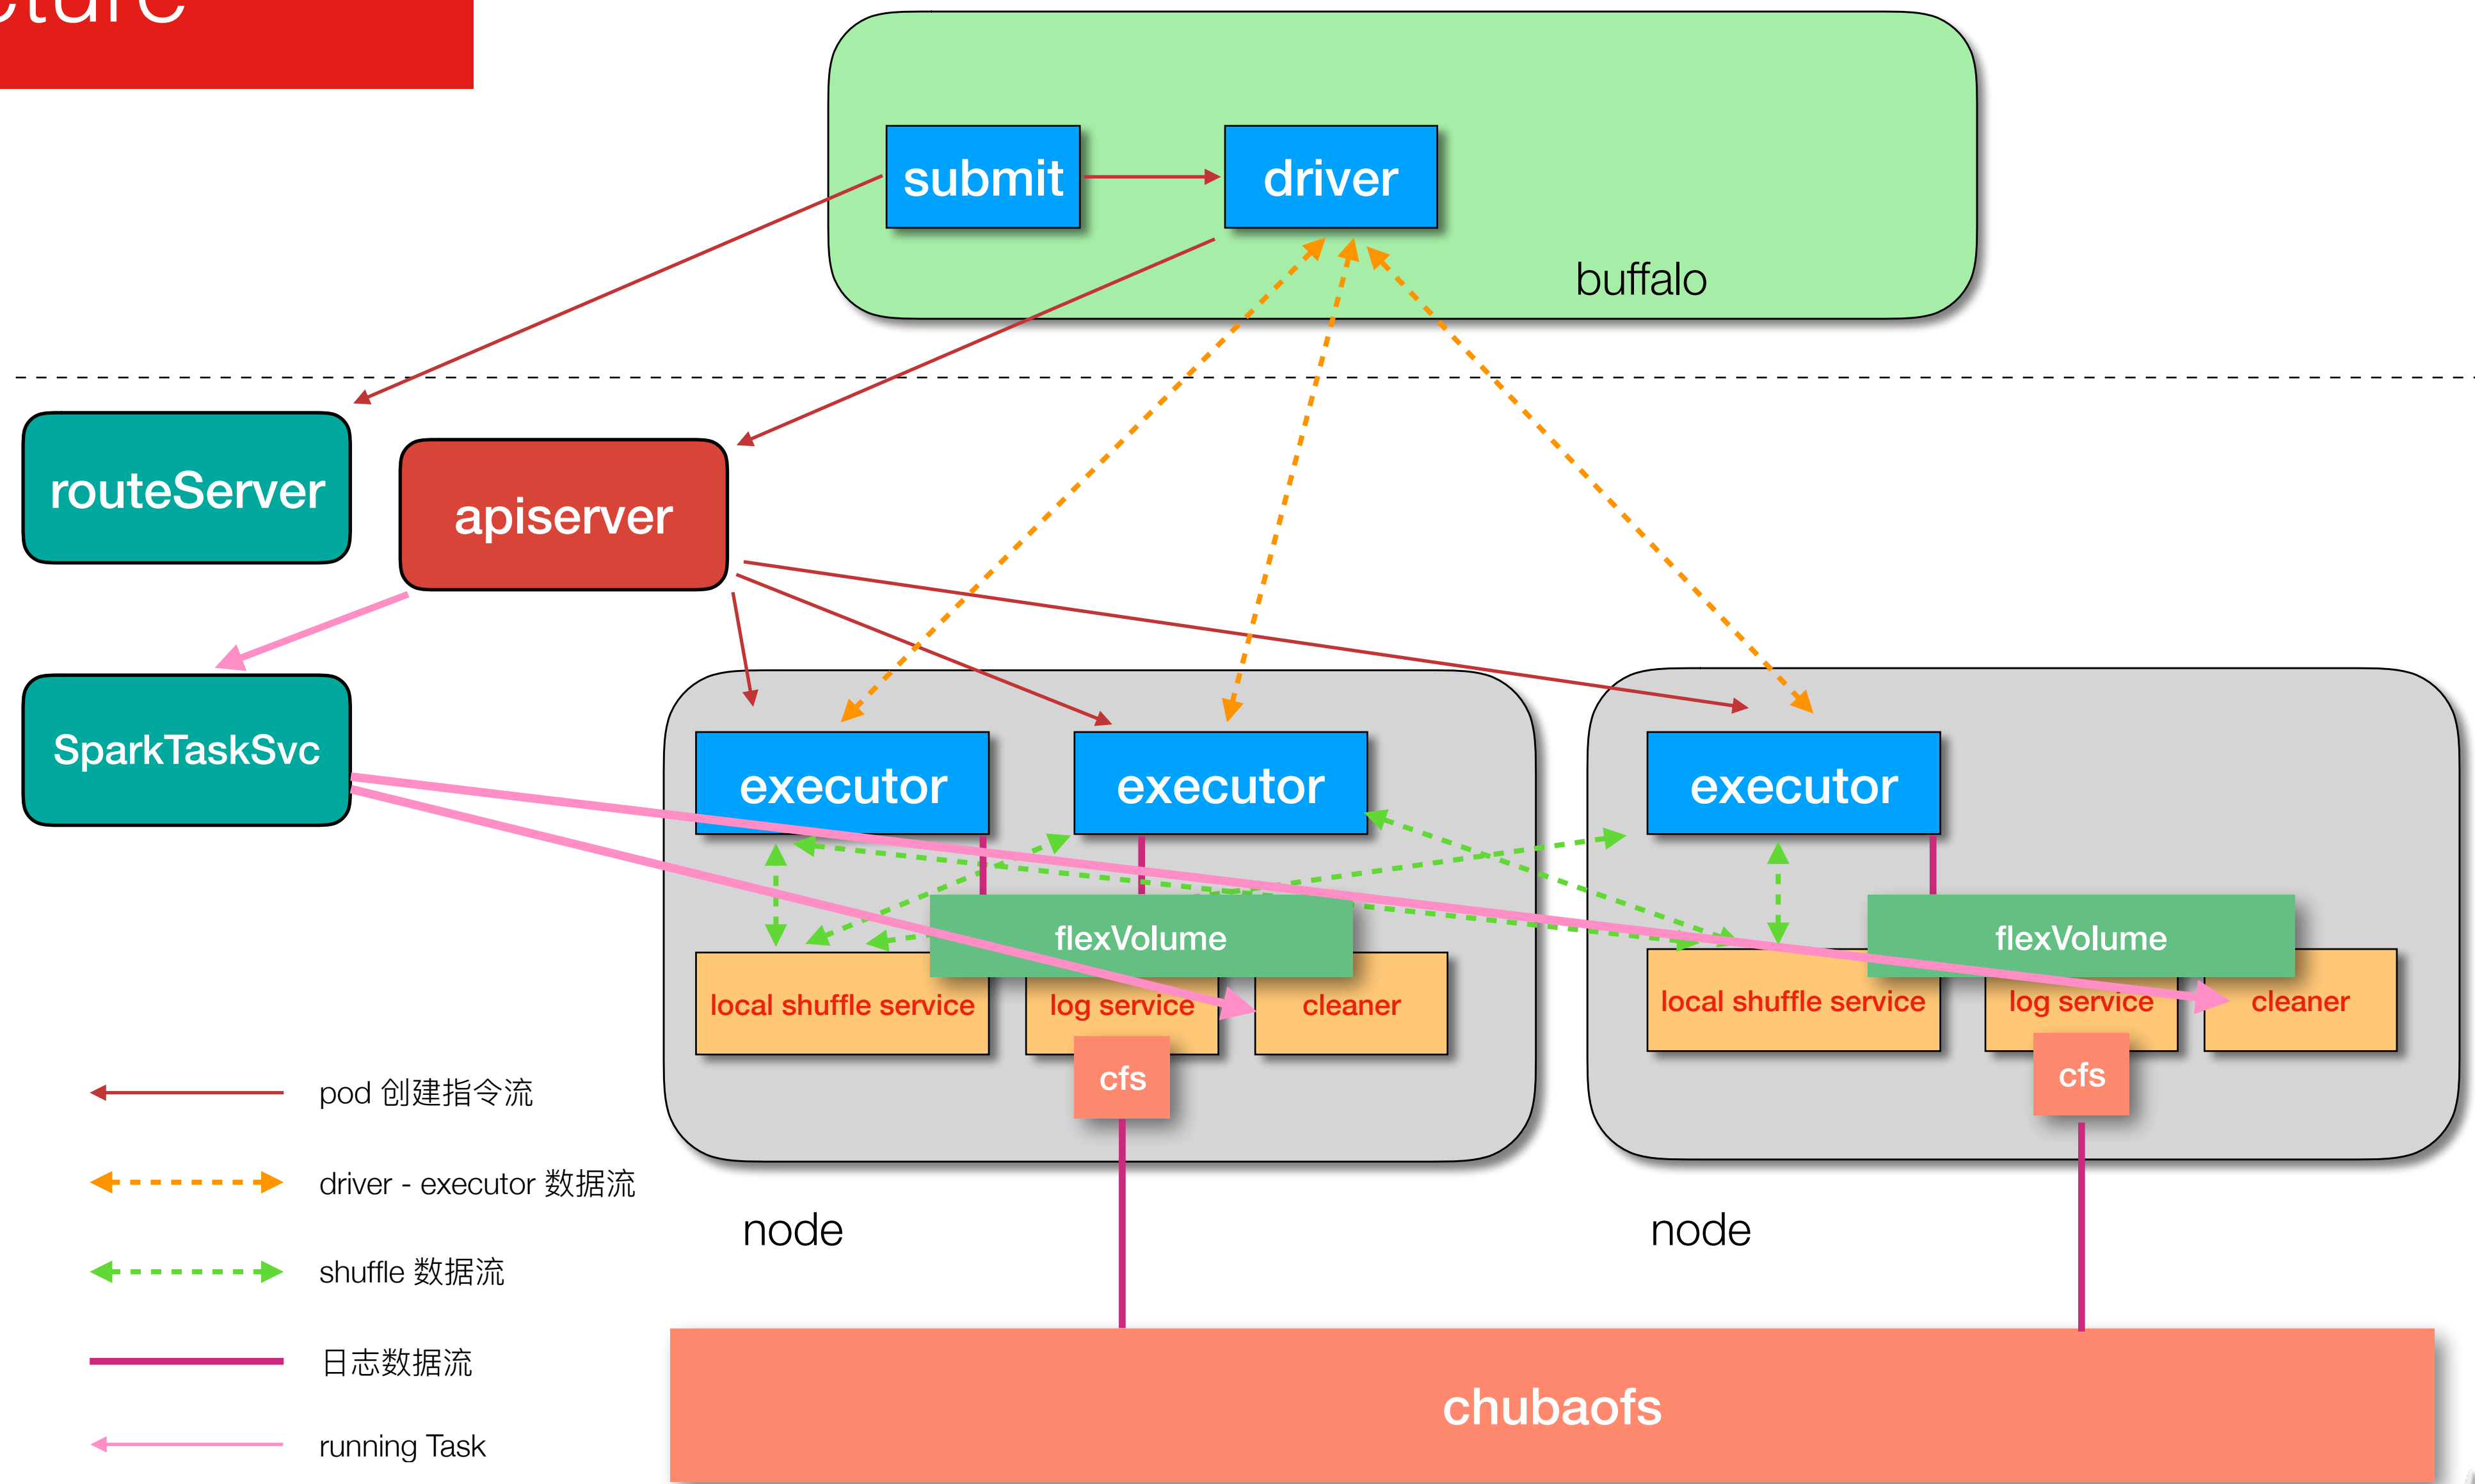 submit
driver
buffalo
routeServer
apiserver
SparkTaskSvc
executor
executor
executor
flexVolume
flexVolume
local shuffle service
log service
cleaner
local shuffle service
log service
cleaner
cfs
cfs
pod 创建指令流
driver - executor 数据流
node
node
shuffle 数据流
日志数据流
chubaofs
running Task